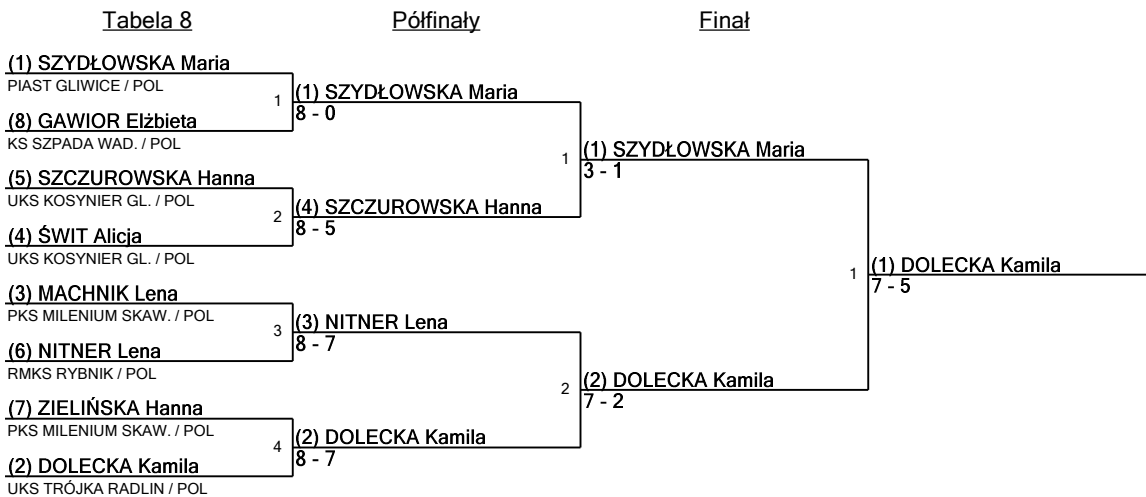 Tabela 8
Półfinały
Finał
(1) SZYDŁOWSKA Maria
PIAST GLIWICE / POL
1
(8) GAWIOR Elżbieta
KS SZPADA WAD. / POL
(5) SZCZUROWSKA Hanna
UKS KOSYNIER GL. / POL
2
(4) ŚWIT Alicja
UKS KOSYNIER GL. / POL
(3) MACHNIK Lena
PKS MILENIUM SKAW. / POL
3
(6) NITNER Lena
RMKS RYBNIK / POL
(7) ZIELIŃSKA Hanna
PKS MILENIUM SKAW. / POL
4
(2) DOLECKA Kamila
UKS TRÓJKA RADLIN / POL
(1) SZYDŁOWSKA Maria
8 - 0
1
(4) SZCZUROWSKA Hanna
8 - 5
(3) NITNER Lena
8 - 7
2
(2) DOLECKA Kamila
8 - 7
(1) SZYDŁOWSKA Maria
3 - 1
1
(2) DOLECKA Kamila
7 - 2
(1) DOLECKA Kamila
7 - 5